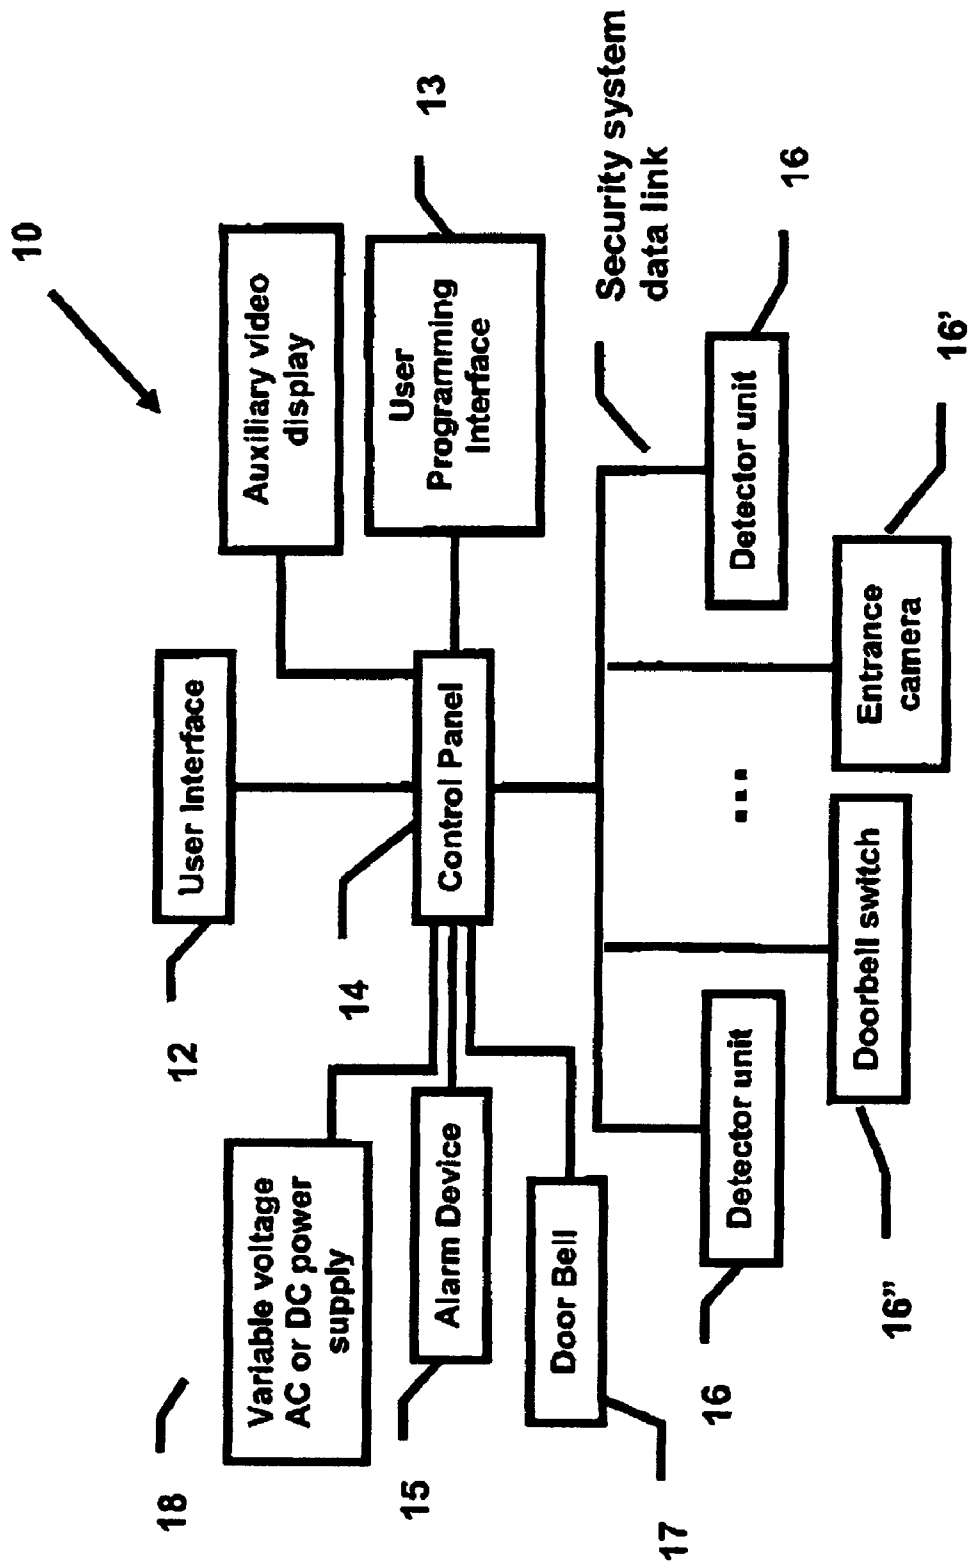 10
Auxiliary video
display
13
User
Programming
Interface
12
User Interface
14
Control Panel
Security system
data link
18
Variable voltage
AC or DC power
supply
15
Alarm Device
17
Door Bell
16
Detector unit
16"
Doorbell switch
...
16'
Entrance
camera
16
Detector unit